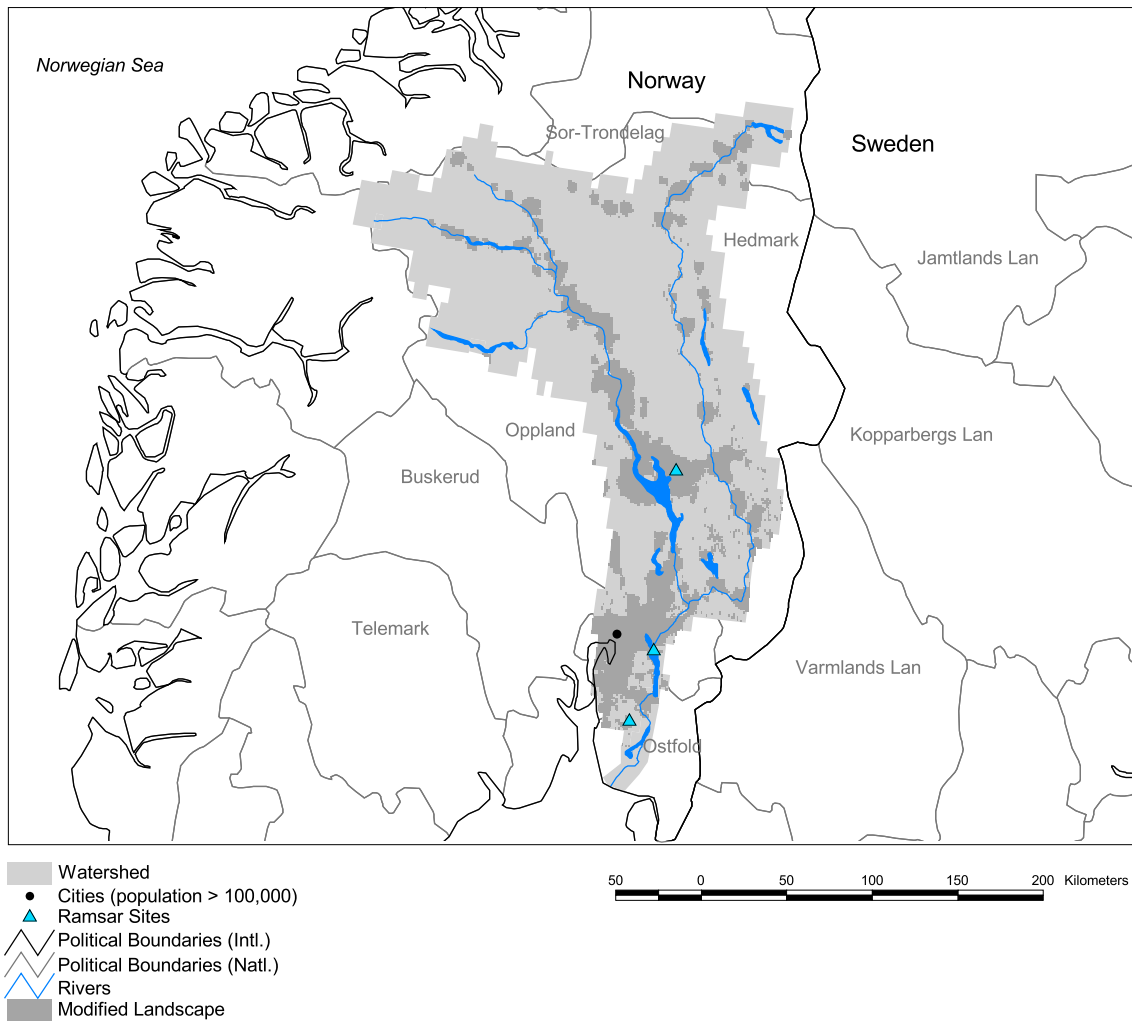 Norwegian Sea
Norway
Sor-Trondelag
Sweden
Hedmark
Jamtlands Lan
Oppland
Kopparbergs Lan
Buskerud
Telemark
Varmlands Lan
Ostfold
Watershed
Cities (population > 100,000)
Ramsar Sites
Political Boundaries (Intl.)
Political Boundaries (Natl.)
Rivers
Modified Landscape
50 0 50 100 150 200 Kilometers